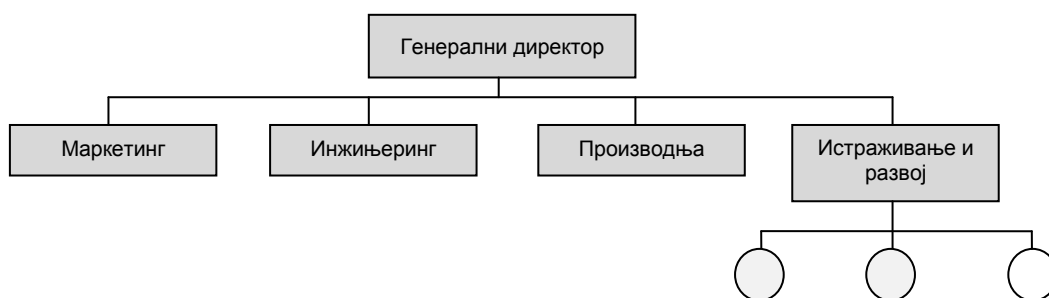 Генерални директор
Маркетинг
Инжињеринг
Производња
Истраживање и
развој